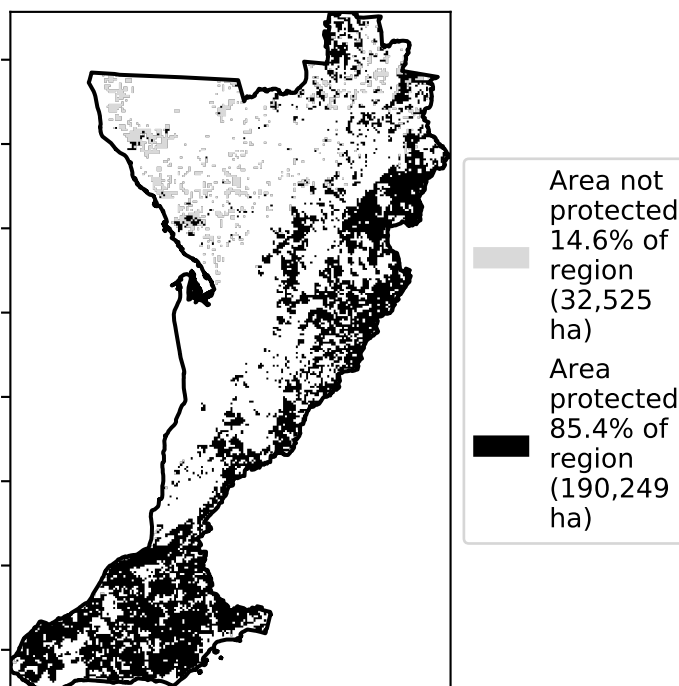 Area not
protected
14.6% of
region
(32,525
ha)
Area
protected
85.4% of
region
(190,249
ha)